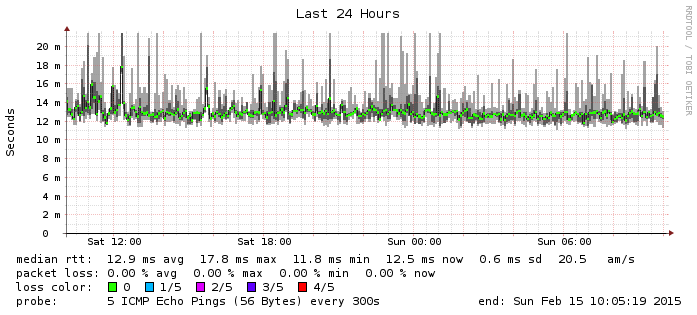 Last 24 Hours
RRDTOOL / TOBI OETIKER
Seconds
20 m
18 m
16 m
14 m
12 m
10 m
8 m
6 m
4 m
2 m
0
Sat 12:00 Sat 18:00 Sun 00:00 Sun 06:00
median rtt: 12.9 ms avg 17.8 ms max 11.8 ms min 12.5 ms now 0.6 ms sd 20.5 am/s
packet loss: 0.00 % avg 0.00 % max 0.00 % min 0.00 % now
loss color: 0 1/5 2/5 3/5 4/5
probe: 5 ICMP Echo Pings (56 Bytes) every 300s end: Sun Feb 15 10:05:19 2015